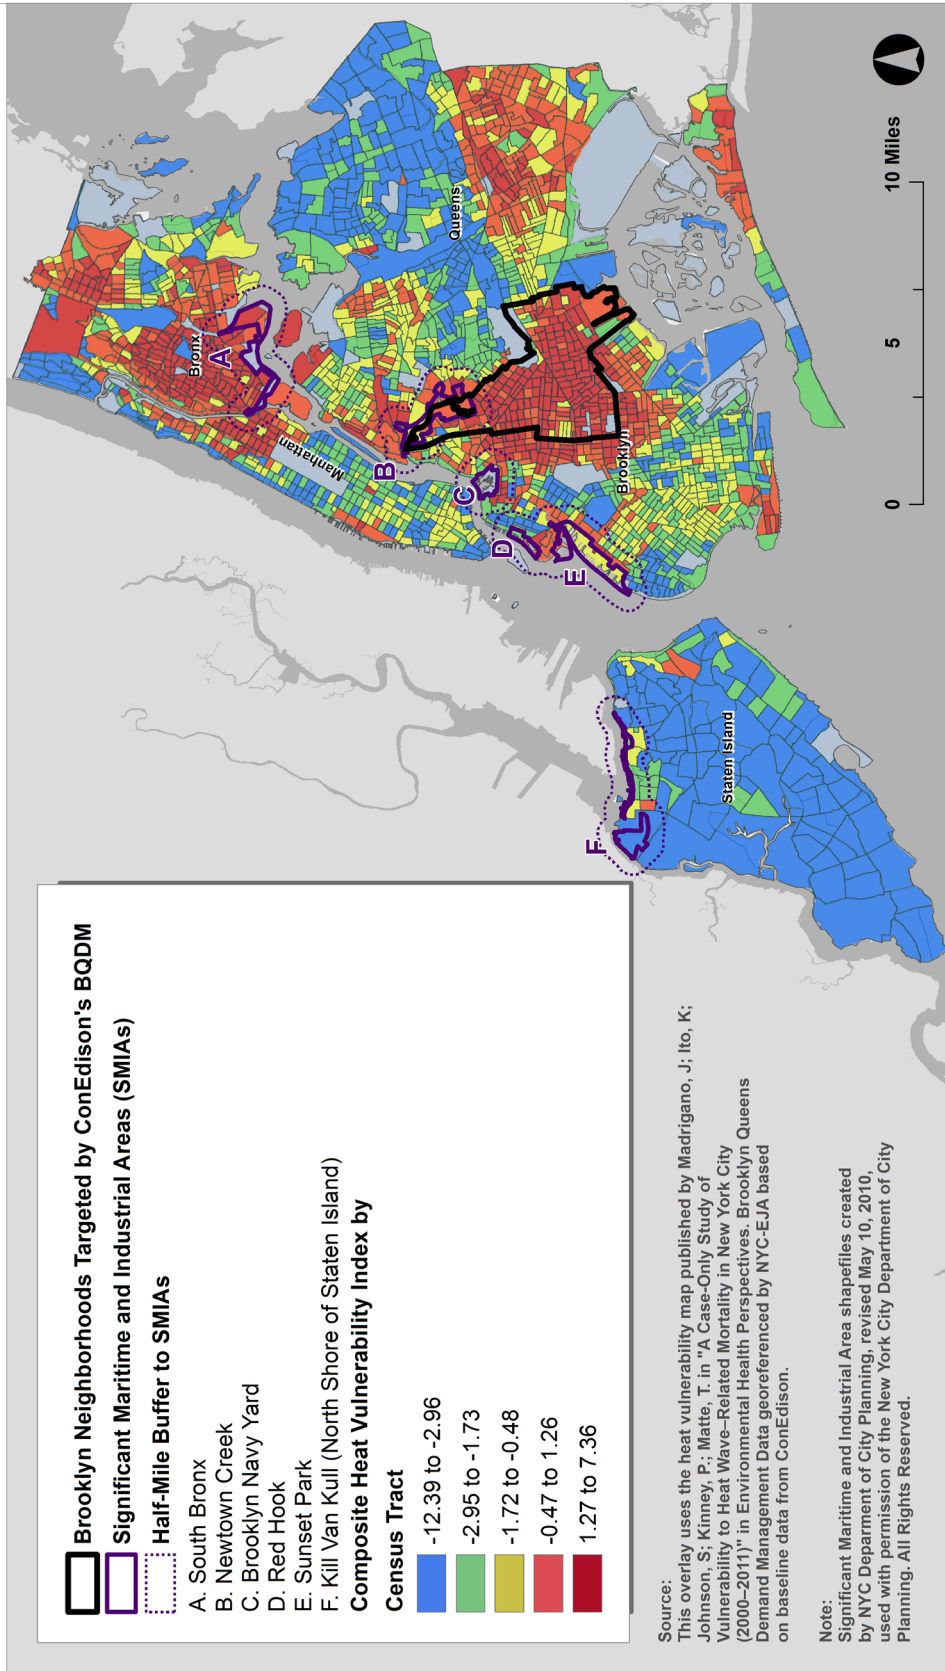 Brooklyn Neighborhoods Targeted by ConEdison's BQDM
Significant Maritime and Industrial Areas (SMIAs)
Half-Mile Buffer to SMIAs
A. South Bronx
B. Newtown Creek
C. Brooklyn Navy Yard
D. Red Hook
E. Sunset Park
F. Kill Van Kull (North Shore of Staten Island)
Composite Heat Vulnerability Index by
Census Tract
-12.39 to -2.96
-2.95 to -1.73
-1.72 to -0.48
-0.47 to 1.26
1.27 to 7.36
Source:
This overlay uses the heat vulnerability map published by Madrigano, J; Ito, K;
Johnson, S; Kinney, P.; Matte, T. in "A Case-Only Study of
Vulnerability to Heat Wave–Related Mortality in New York City
(2000–2011)" in Environmental Health Perspectives. Brooklyn Queens
Demand Management Data georeferenced by NYC-EJA based
on baseline data from ConEdison.
Note:
Significant Maritime and Industrial Area shapefiles created
by NYC Deparment of City Planning, revised May 10, 2010,
used with permission of the New York City Department of City
Planning. All Rights Reserved.
Bronx
A
Manhattan
B
Queens
C
D
E
Brooklyn
F
Staten Island
0
5
10 Miles